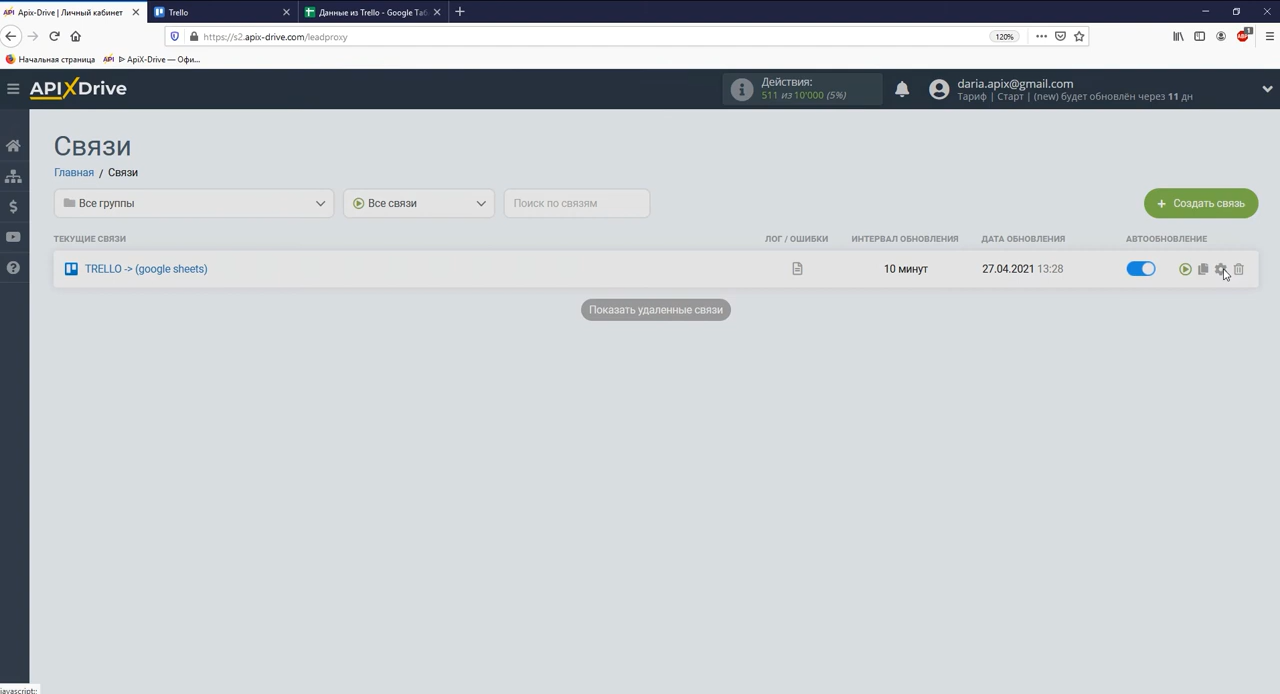 Apix-Drive | Личный кабинет
Trello
Данные из Trello - Google Таб
https://s2.apix-drive.com/leadproxy
120%
Начальная страница
API ᐅ ApiX-Drive — Офи...
APIXDrive
Действия:
511 из 10'000 (5%)
daria.apix@gmail.com
Тариф | Старт | (new) будет обновлён через 11 дн
Связи
Главная / Связи
Все группы
Все связи
Поиск по связям
+ Создать связь
ТЕКУЩИЕ СВЯЗИ
ЛОГ / ОШИБКИ
ИНТЕРВАЛ ОБНОВЛЕНИЯ
ДАТА ОБНОВЛЕНИЯ
АВТООБНОВЛЕНИЕ
TRELLO -> (google sheets)
10 минут
27.04.2021 13:28
Показать удаленные связи
javascript:;